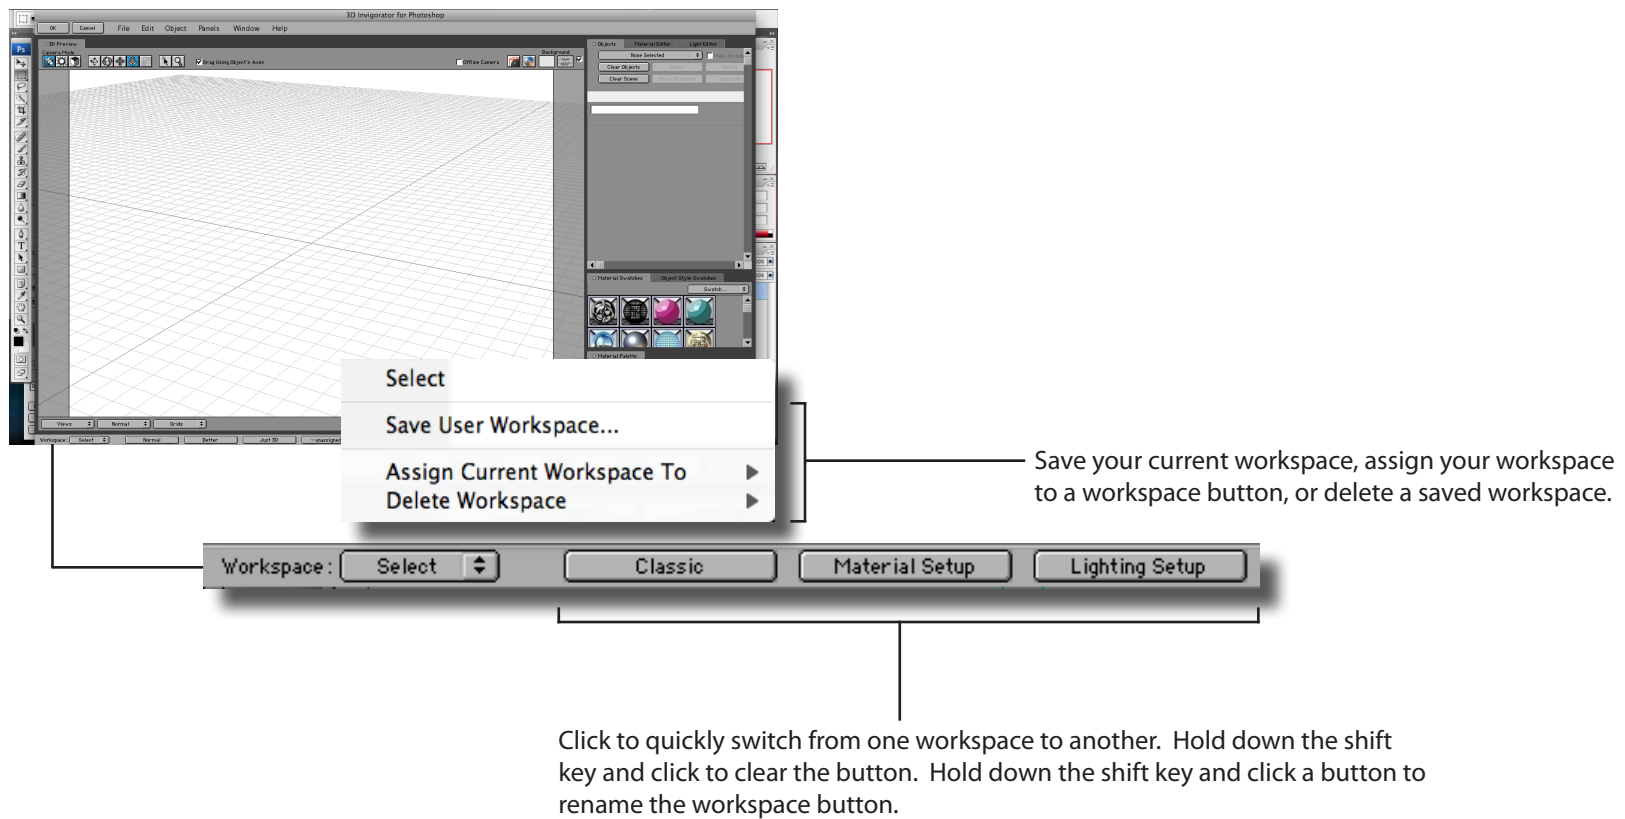 3D Invigorator for Photoshop
OK Cancel File Edit Object Panels Window Help
Ps
3D Preview
Camera Mode
Drag Using Object's Axes
Offline Camera
Background
Objects Material Editor Light Editor
None Selected
Clear Objects
Clear Scene
Material Swatches Object Style Swatches
Swatch...
Material Palette
Views Normal Grids
Workspace: Select Normal Better Just 3D - unassigned
Select
Save User Workspace...
Assign Current Workspace To
Delete Workspace
Save your current workspace, assign your workspace
to a workspace button, or delete a saved workspace.
Workspace: Select Classic Material Setup Lighting Setup
Click to quickly switch from one workspace to another. Hold down the shift
key and click to clear the button. Hold down the shift key and click a button to
rename the workspace button.